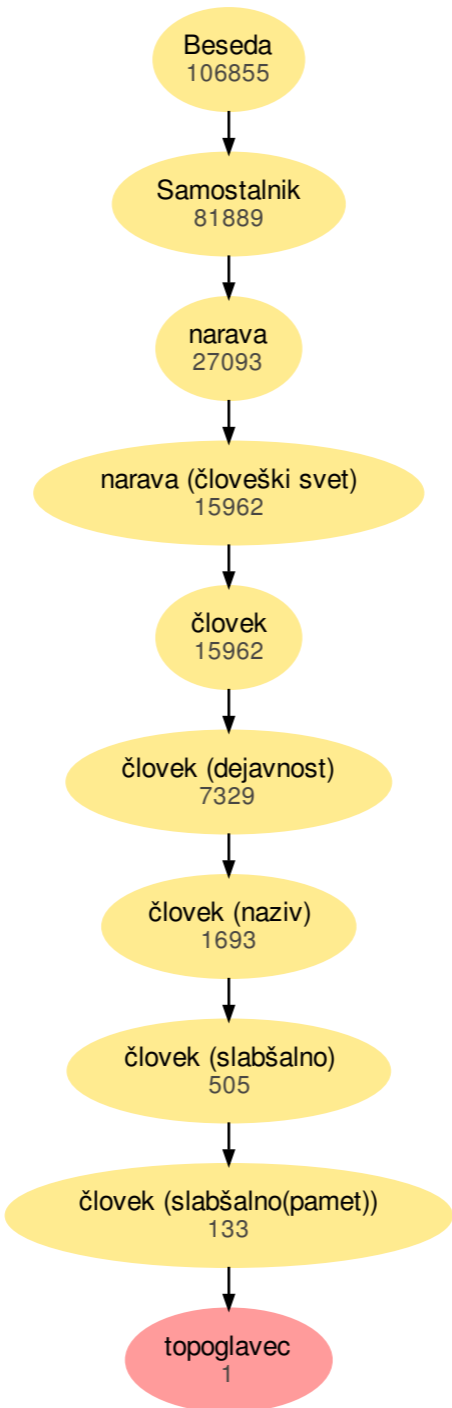 Beseda
106855
Samostalnik
81889
narava
27093
narava (človeški svet)
15962
človek
15962
človek (dejavnost)
7329
človek (naziv)
1693
človek (slabšalno)
505
človek (slabšalno(pamet))
133
topoglavec
1